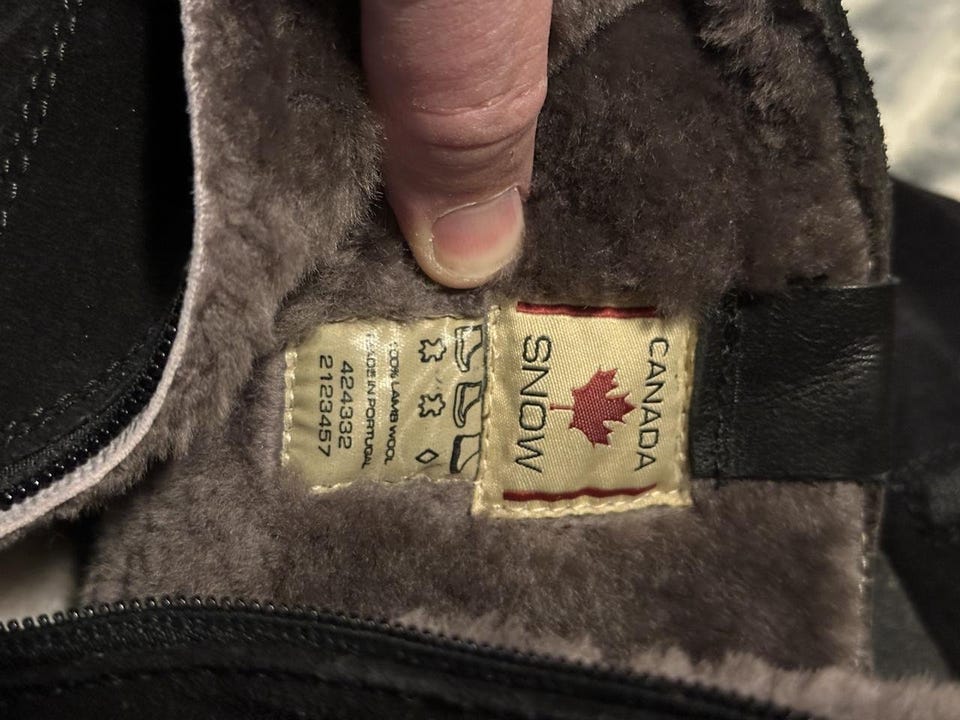 CANADA
SNOW
100% LAMB WOOL
MADE IN PORTUGAL
424332
2123457